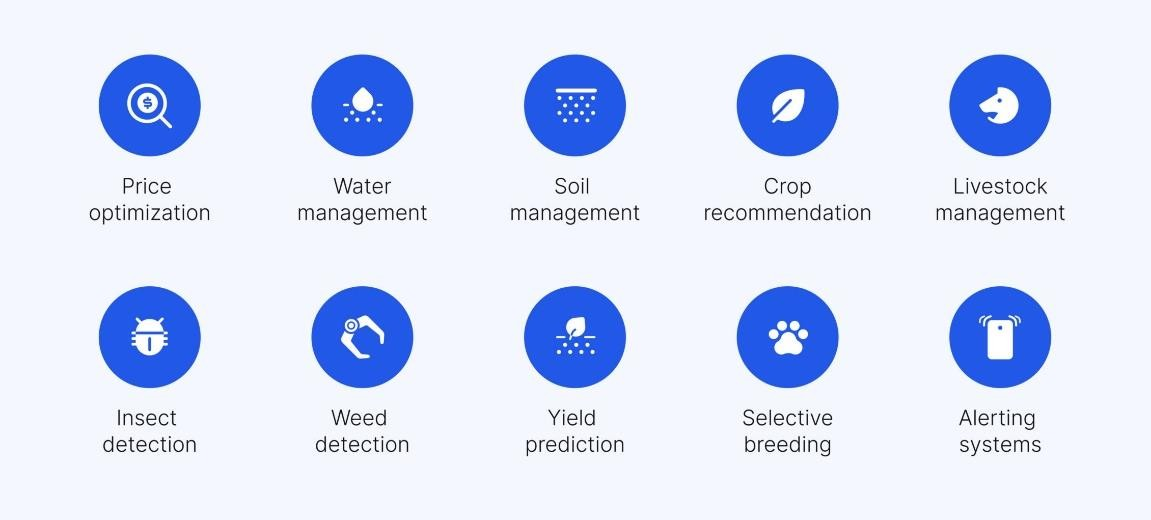 Price
optimization
Water
management
Soil
management
Crop
recommendation
Livestock
management
Insect
detection
Weed
detection
Yield
prediction
Selective
breeding
Alerting
systems